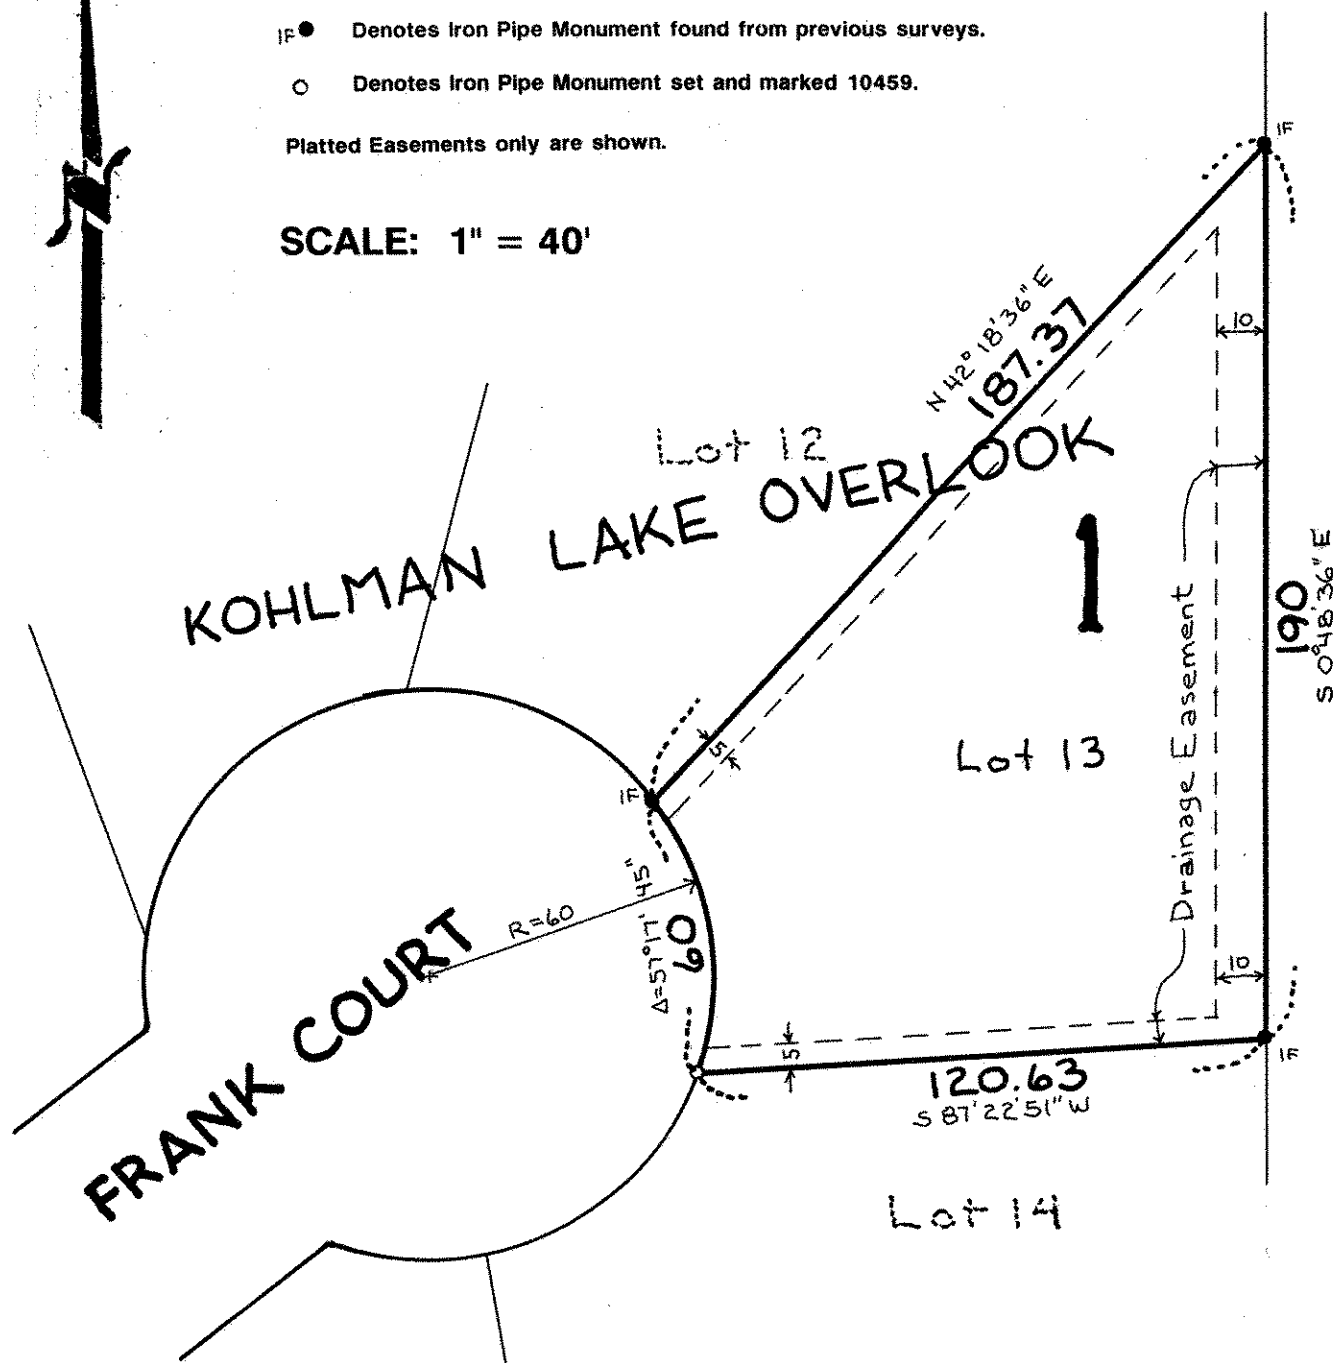 IF ● Denotes Iron Pipe Monument found from previous surveys.
○ Denotes Iron Pipe Monument set and marked 10459.
Platted Easements only are shown.
SCALE: 1" = 40'
N
IF
N 42° 18' 36" E
187.37
10
Lot 12
KOHLMAN LAKE OVERLOOK
1
190
S 0°48'36" E
Drainage Easement
Lot 13
5
IF
R=60
Δ=57°17' 45"
60
FRANK COURT
10
5
IF
120.63
S 87°22'51" W
Lot 14